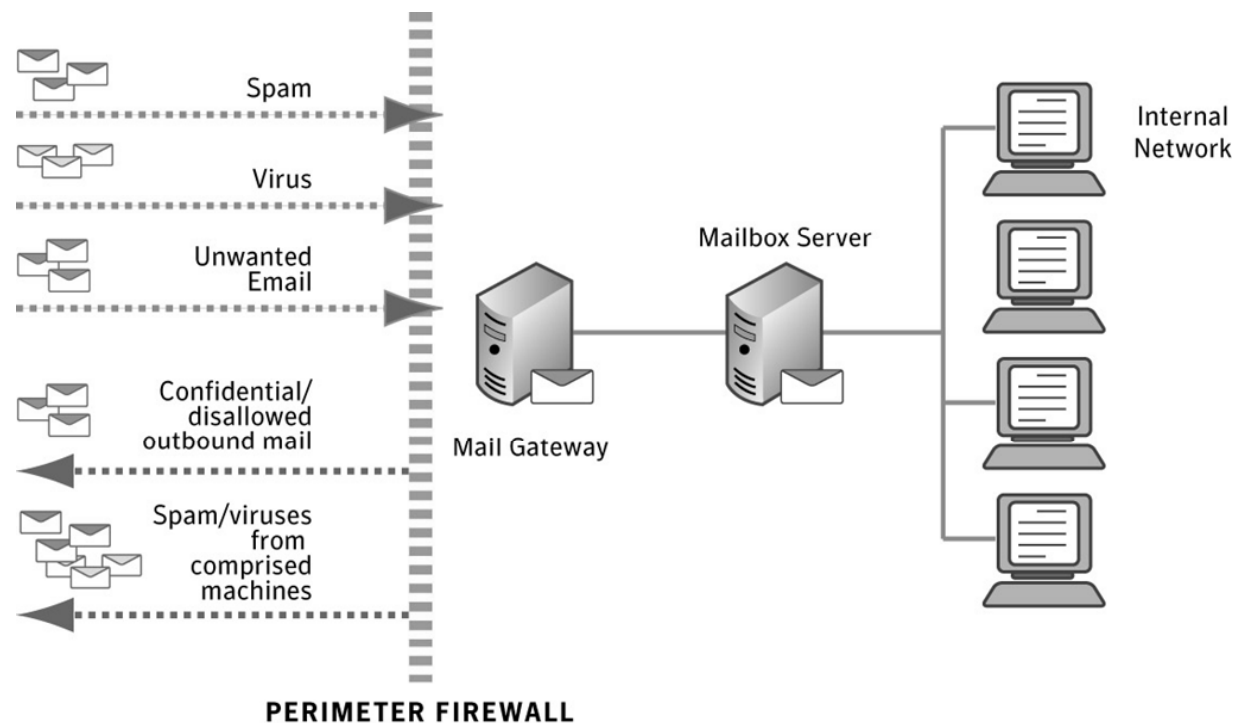 Spam
Virus
Unwanted
Email
Confidential/
disallowed
outbound mail
Spam/viruses
from
comprised
machines
Mail Gateway
Mailbox Server
Internal
Network
PERIMETER FIREWALL